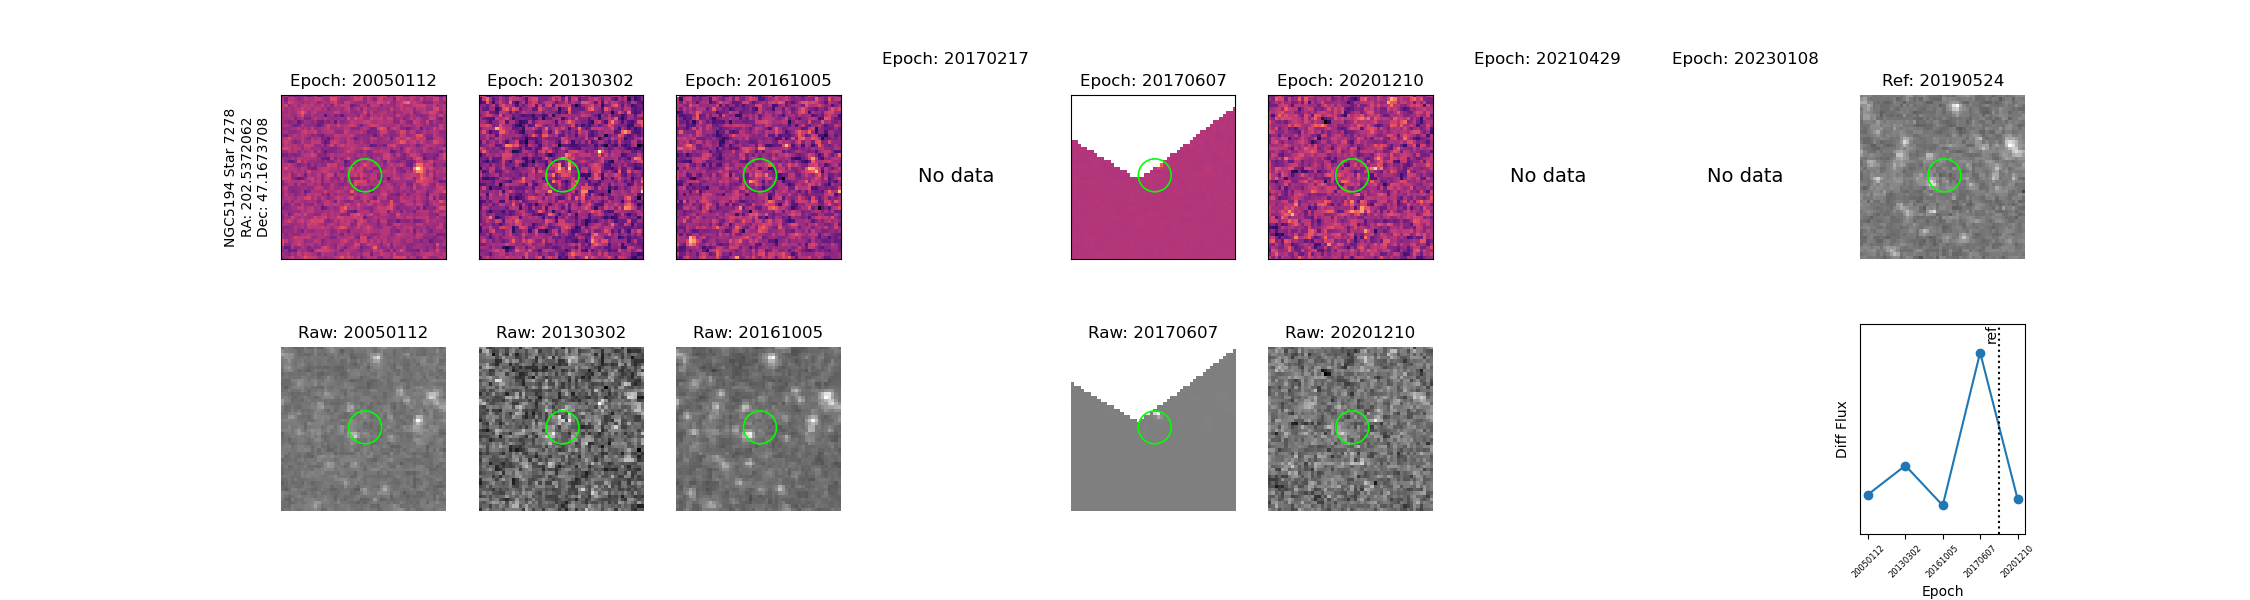 Epoch: 20170217
Epoch: 20210429
Epoch: 20230108
Epoch: 20050112
Epoch: 20130302
Epoch: 20161005
Epoch: 20170607
Epoch: 20201210
Ref: 20190524
NGC5194 Star 7278
RA: 202.5372062
Dec: 47.1673708
No data
No data
No data
Raw: 20050112
Raw: 20130302
Raw: 20161005
Raw: 20170607
Raw: 20201210
ref
Diff Flux
20050112
20130302
20161005
20170607
20201210
Epoch